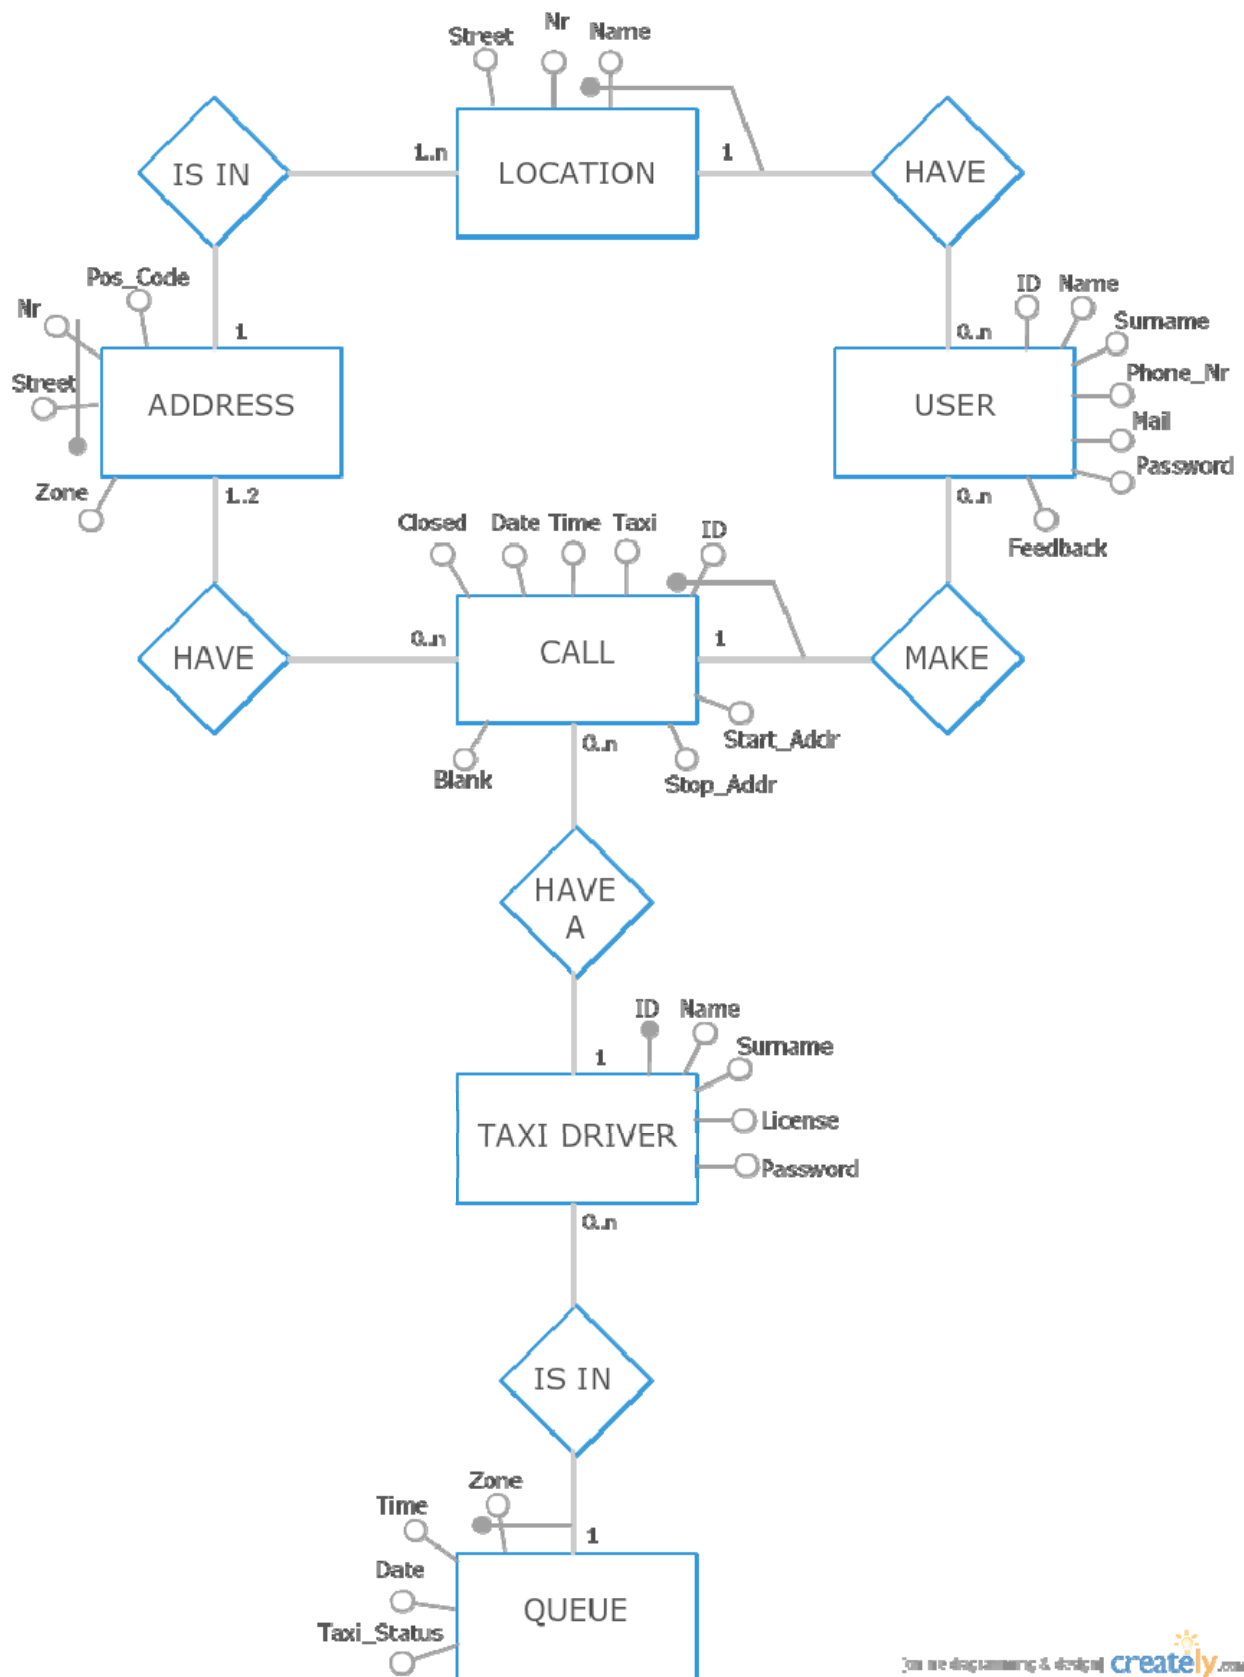 Nr
Street
Name
1..n
LOCATION
1
IS IN
HAVE
Pos_Code
Nr
1
0..n
ID
Name
Surname
Street
ADDRESS
USER
Phone_Nr
Mail
Password
Zone
1..2
0..n
Feedback
Closed
Date
Time
Taxi
ID
HAVE
0..n
CALL
1
MAKE
Start_Addr
Blank
0..n
Stop_Addr
HAVE
A
ID
Name
Surname
1
TAXI DRIVER
License
Password
0..n
IS IN
Zone
Time
1
Date
QUEUE
Taxi_Status
creately